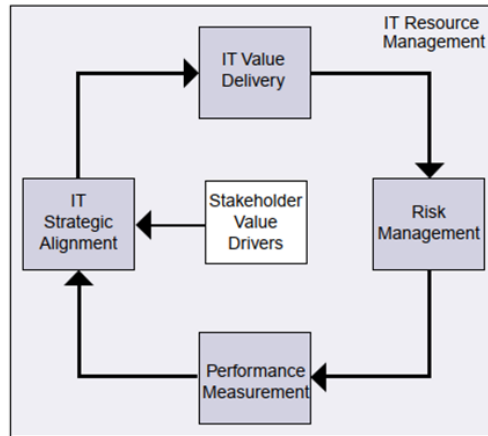 IT Resource
Management
IT Value
Delivery
IT
Strategic
Alignment
Stakeholder
Value
Drivers
Risk
Management
Performance
Measurement